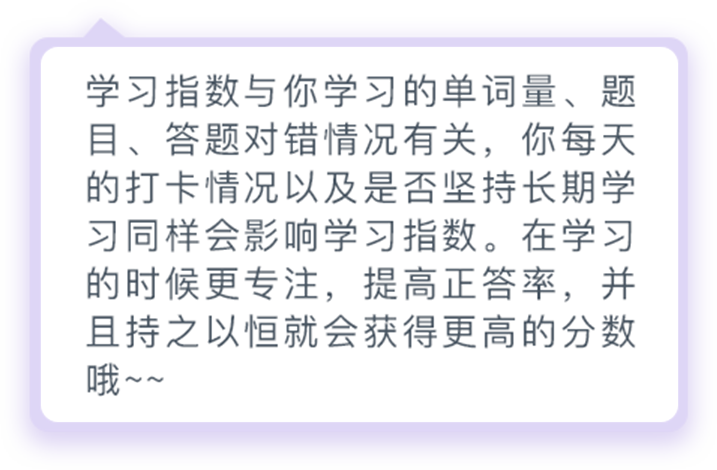 学习指数与你学习的单词量、题
目、答题对错情况有关，你每天
的打卡情况以及是否坚持长期学
习同样会影响学习指数。在学习
的时候更专注，提高正答率，并
且持之以恒就会获得更高的分数
哦~~